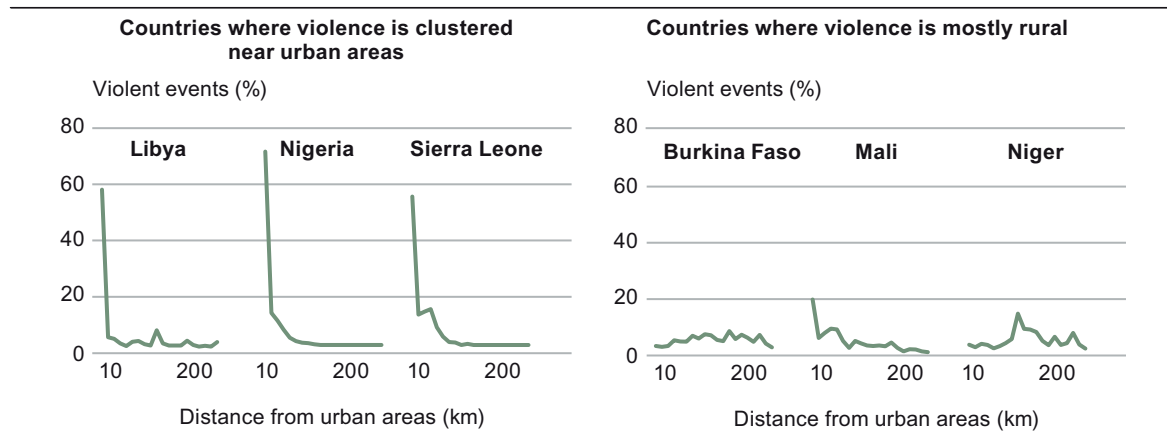 Countries where violence is clustered
near urban areas
Violent events (%)
80
60
40
20
0
Libya
Nigeria
Sierra Leone
10
200
10
200
10
200
Distance from urban areas (km)
Countries where violence is mostly rural
Violent events (%)
80
60
40
20
0
Burkina Faso
Mali
Niger
10
200
10
200
10
200
Distance from urban areas (km)